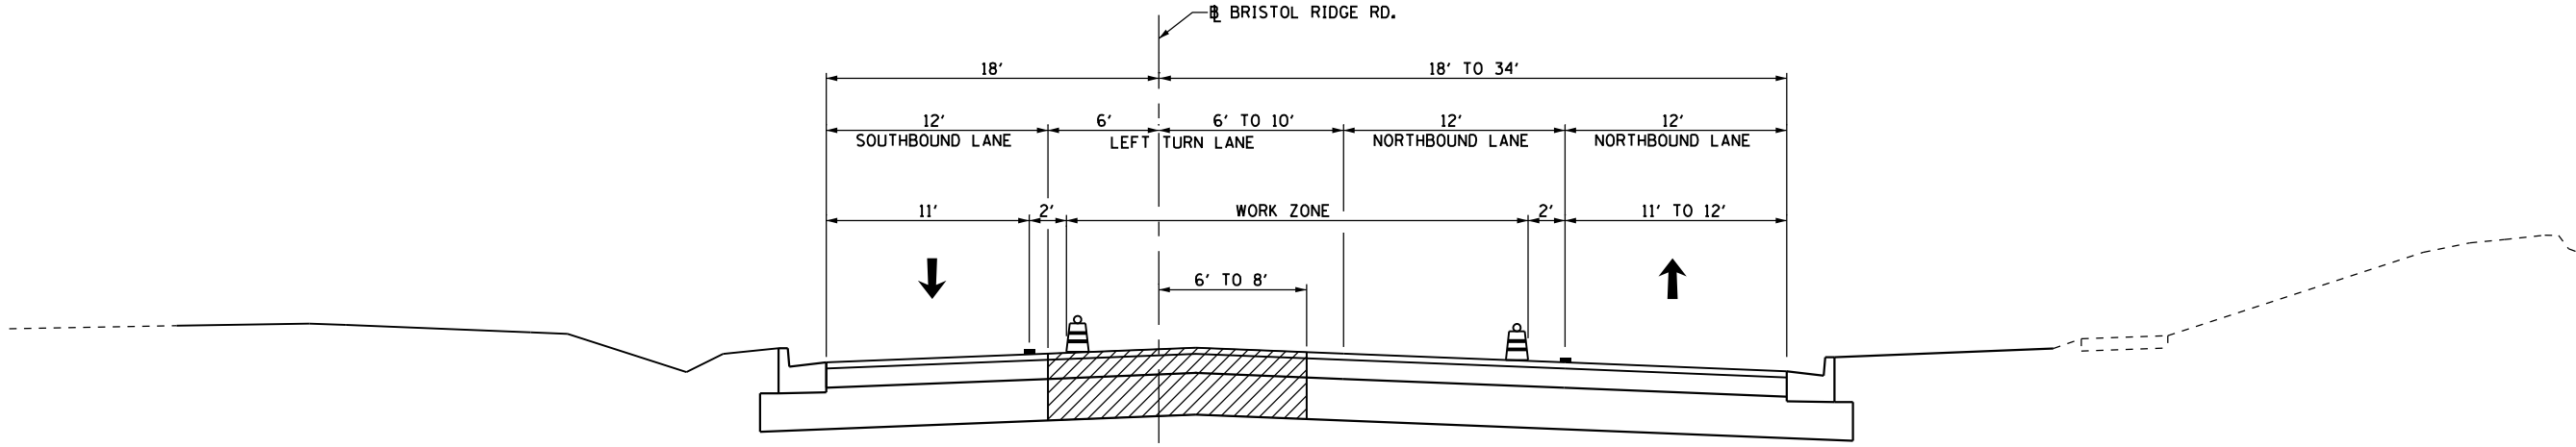 ℄ BRISTOL RIDGE RD.
18' 18' TO 34'
12' 6' 6' TO 10' 12' 12'
SOUTHBOUND LANE LEFT TURN LANE NORTHBOUND LANE NORTHBOUND LANE
11' 2' WORK ZONE 2' 11' TO 12'
6' TO 8'